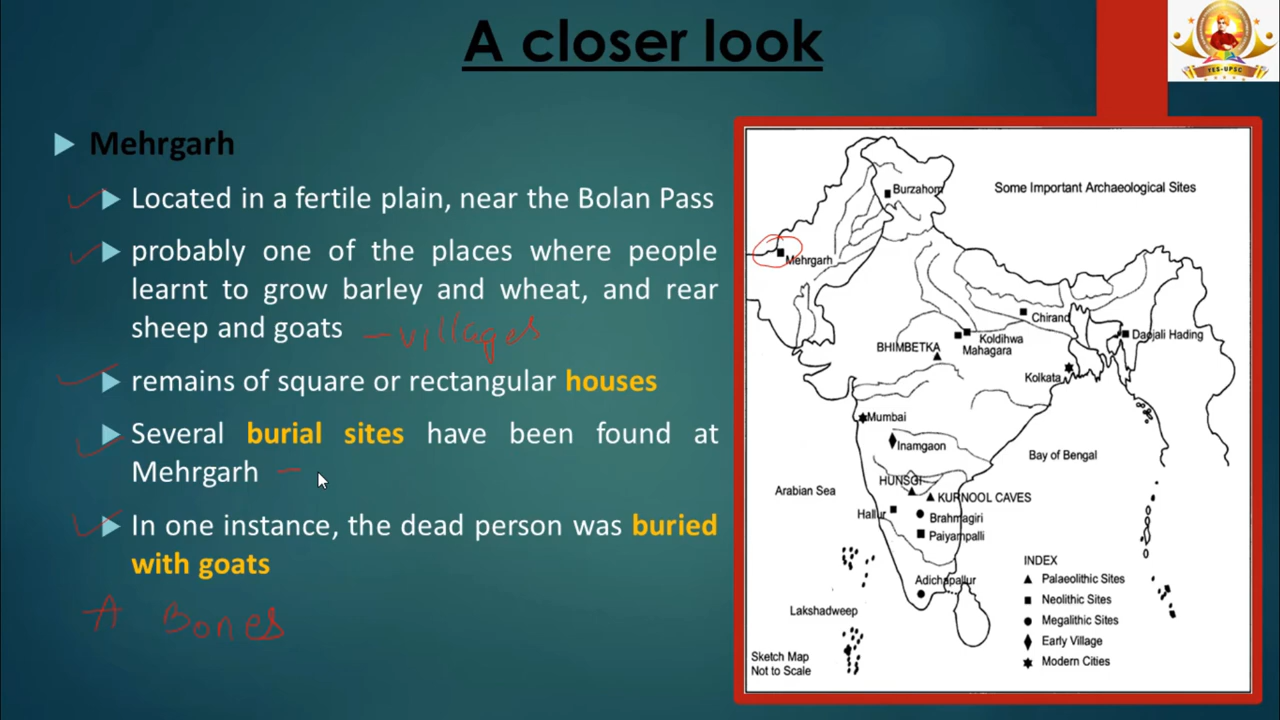 A closer look
YES-UPSC
Mehrgarh
Located in a fertile plain, near the Bolan Pass
probably one of the places where people
learnt to grow barley and wheat, and rear
sheep and goats – villages
remains of square or rectangular houses
Several burial sites have been found at
Mehrgarh –
In one instance, the dead person was buried
with goats
A Bones
Some Important Archaeological Sites
Burzahom
Mehrgarh
Chirand
Daojali Hading
Koldihwa
Mahagara
BHIMBETKA
Kolkata
Mumbai
Inamgaon
Bay of Bengal
Arabian Sea
HUNSGI
KURNOOL CAVES
Hallur
Brahmagiri
Paiyampalli
Adichapallur
Lakshadweep
INDEX
Palaeolithic Sites
Neolithic Sites
Megalithic Sites
Early Village
Modern Cities
Sketch Map
Not to Scale